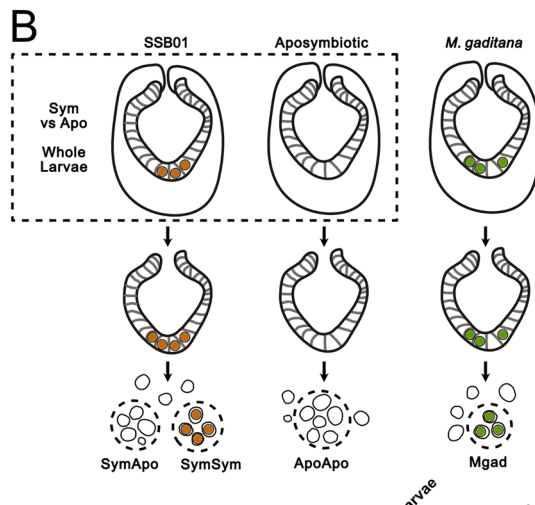 B
SSB01 Aposymbiotic M. gaditana
Sym
vs Apo
Whole
Larvae
SymApo SymSym ApoApo Mgad